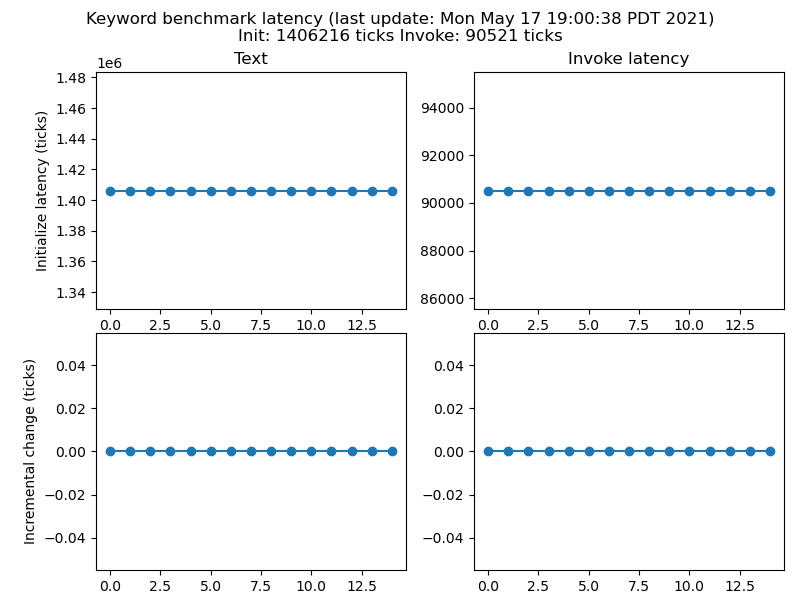 Keyword benchmark latency (last update: Mon May 17 19:00:38 PDT 2021)
Init: 1406216 ticks Invoke: 90521 ticks
Text
1e6
Initialize latency (ticks)
1.48
1.46
1.44
1.42
1.40
1.38
1.36
1.34
0.0 2.5 5.0 7.5 10.0 12.5
Invoke latency
94000
92000
90000
88000
86000
0.0 2.5 5.0 7.5 10.0 12.5
Incremental change (ticks)
0.04
0.02
0.00
−0.02
−0.04
0.0 2.5 5.0 7.5 10.0 12.5
0.04
0.02
0.00
−0.02
−0.04
0.0 2.5 5.0 7.5 10.0 12.5